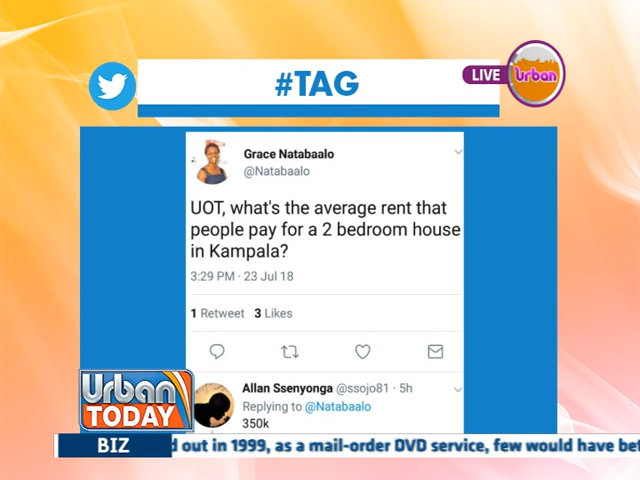 #TAG
LIVE
Urban
Grace Natabaalo
@Natabaalo
UOT, what's the average rent that
people pay for a 2 bedroom house
in Kampala?
3:29 PM · 23 Jul 18
1 Retweet 3 Likes
Allan Ssenyonga @ssojo81 · 5h
Replying to @Natabaalo
350k
Urban
TODAY
BIZ
out in 1999, as a mail-order DVD service, few would have